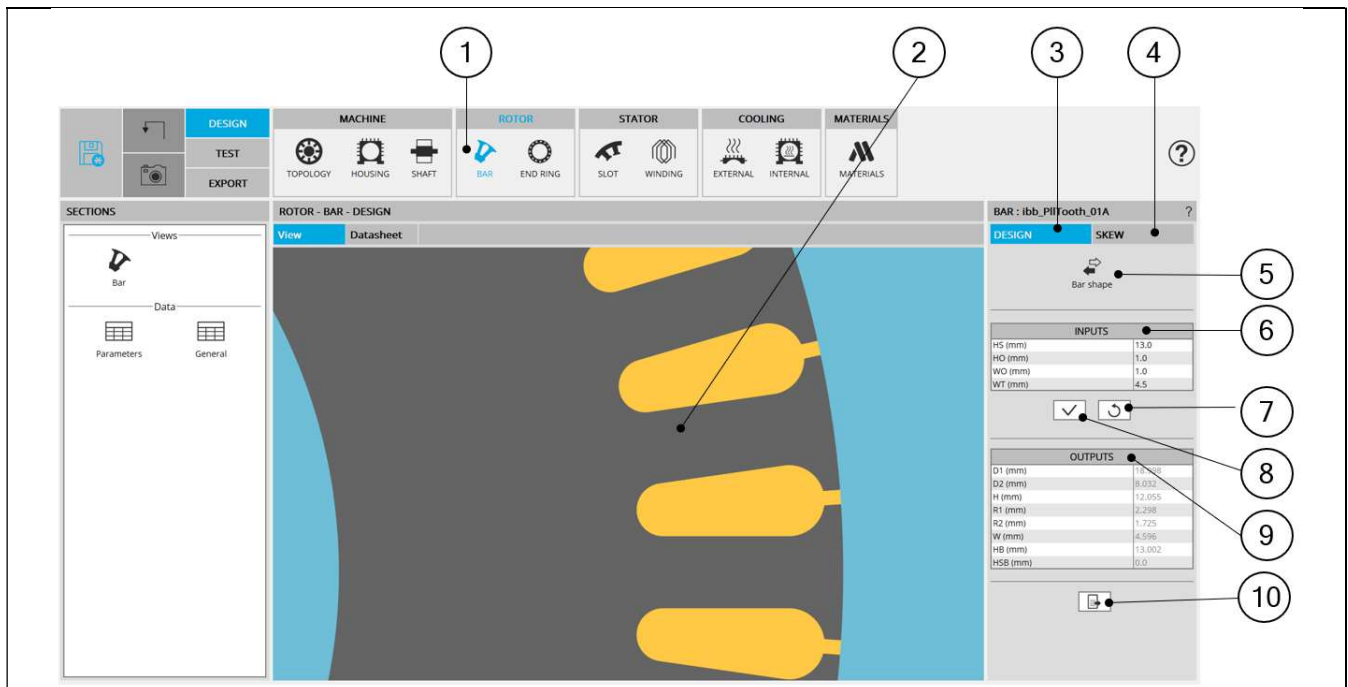 1 2 3 4
DESIGN MACHINE ROTOR STATOR COOLING MATERIALS
TEST
EXPORT
TOPOLOGY HOUSING SHAFT BAR END RING SLOT WINDING EXTERNAL INTERNAL MATERIALS
?
SECTIONS
Views
Bar
Data
Parameters General
ROTOR - BAR - DESIGN
View Datasheet
BAR : ibb_PllTooth_01A ?
DESIGN SKEW
Bar shape
5
INPUTS
6
HS (mm) 13.0
HO (mm) 1.0
WO (mm) 1.0
WT (mm) 4.5
7
8
OUTPUTS
D1 (mm)
D2 (mm) 8.032
H (mm) 12.055
R1 (mm) 2.298
R2 (mm) 1.725
W (mm) 4.596
HB (mm) 13.002
HSB (mm) 0.0
9
10